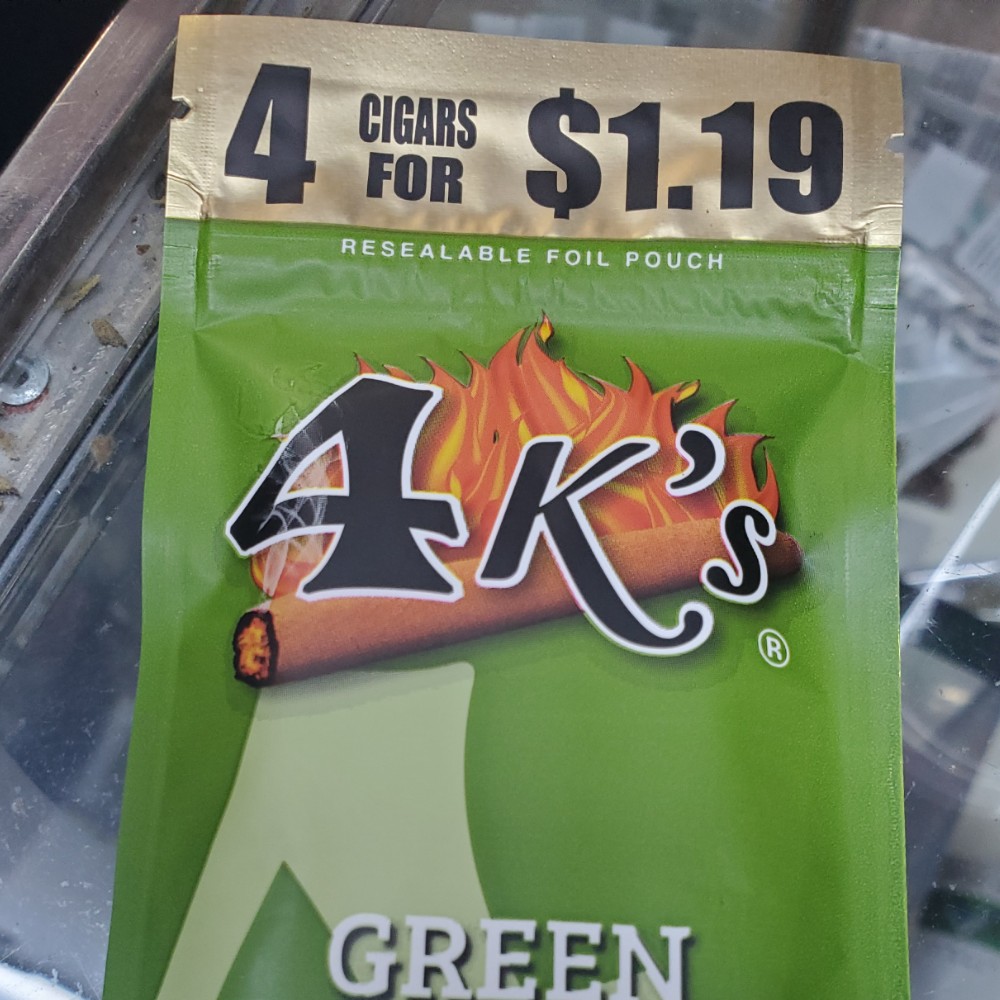 4 CIGARS FOR $1.19
RESEALABLE FOIL POUCH
4K's
®
GREEN